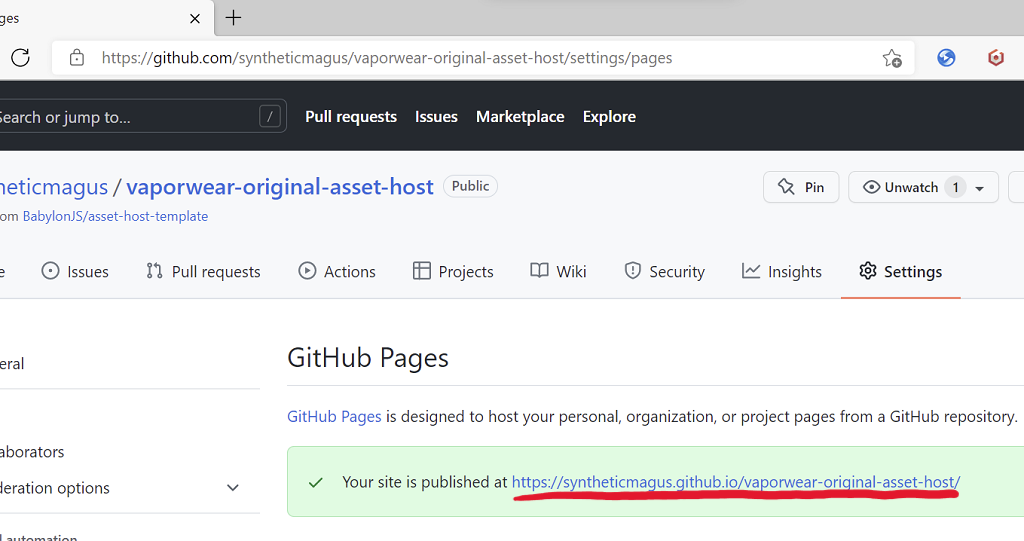 ges
https://github.com/syntheticmagus/vaporwear-original-asset-host/settings/pages
Search or jump to... / Pull requests Issues Marketplace Explore
heticmagus / vaporwear-original-asset-host Public Pin Unwatch 1
om BabylonJS/asset-host-template
e Issues Pull requests Actions Projects Wiki Security Insights Settings
eral
GitHub Pages
GitHub Pages is designed to host your personal, organization, or project pages from a GitHub repository.
aborators
Your site is published at https://syntheticmagus.github.io/vaporwear-original-asset-host/
deration options
automation